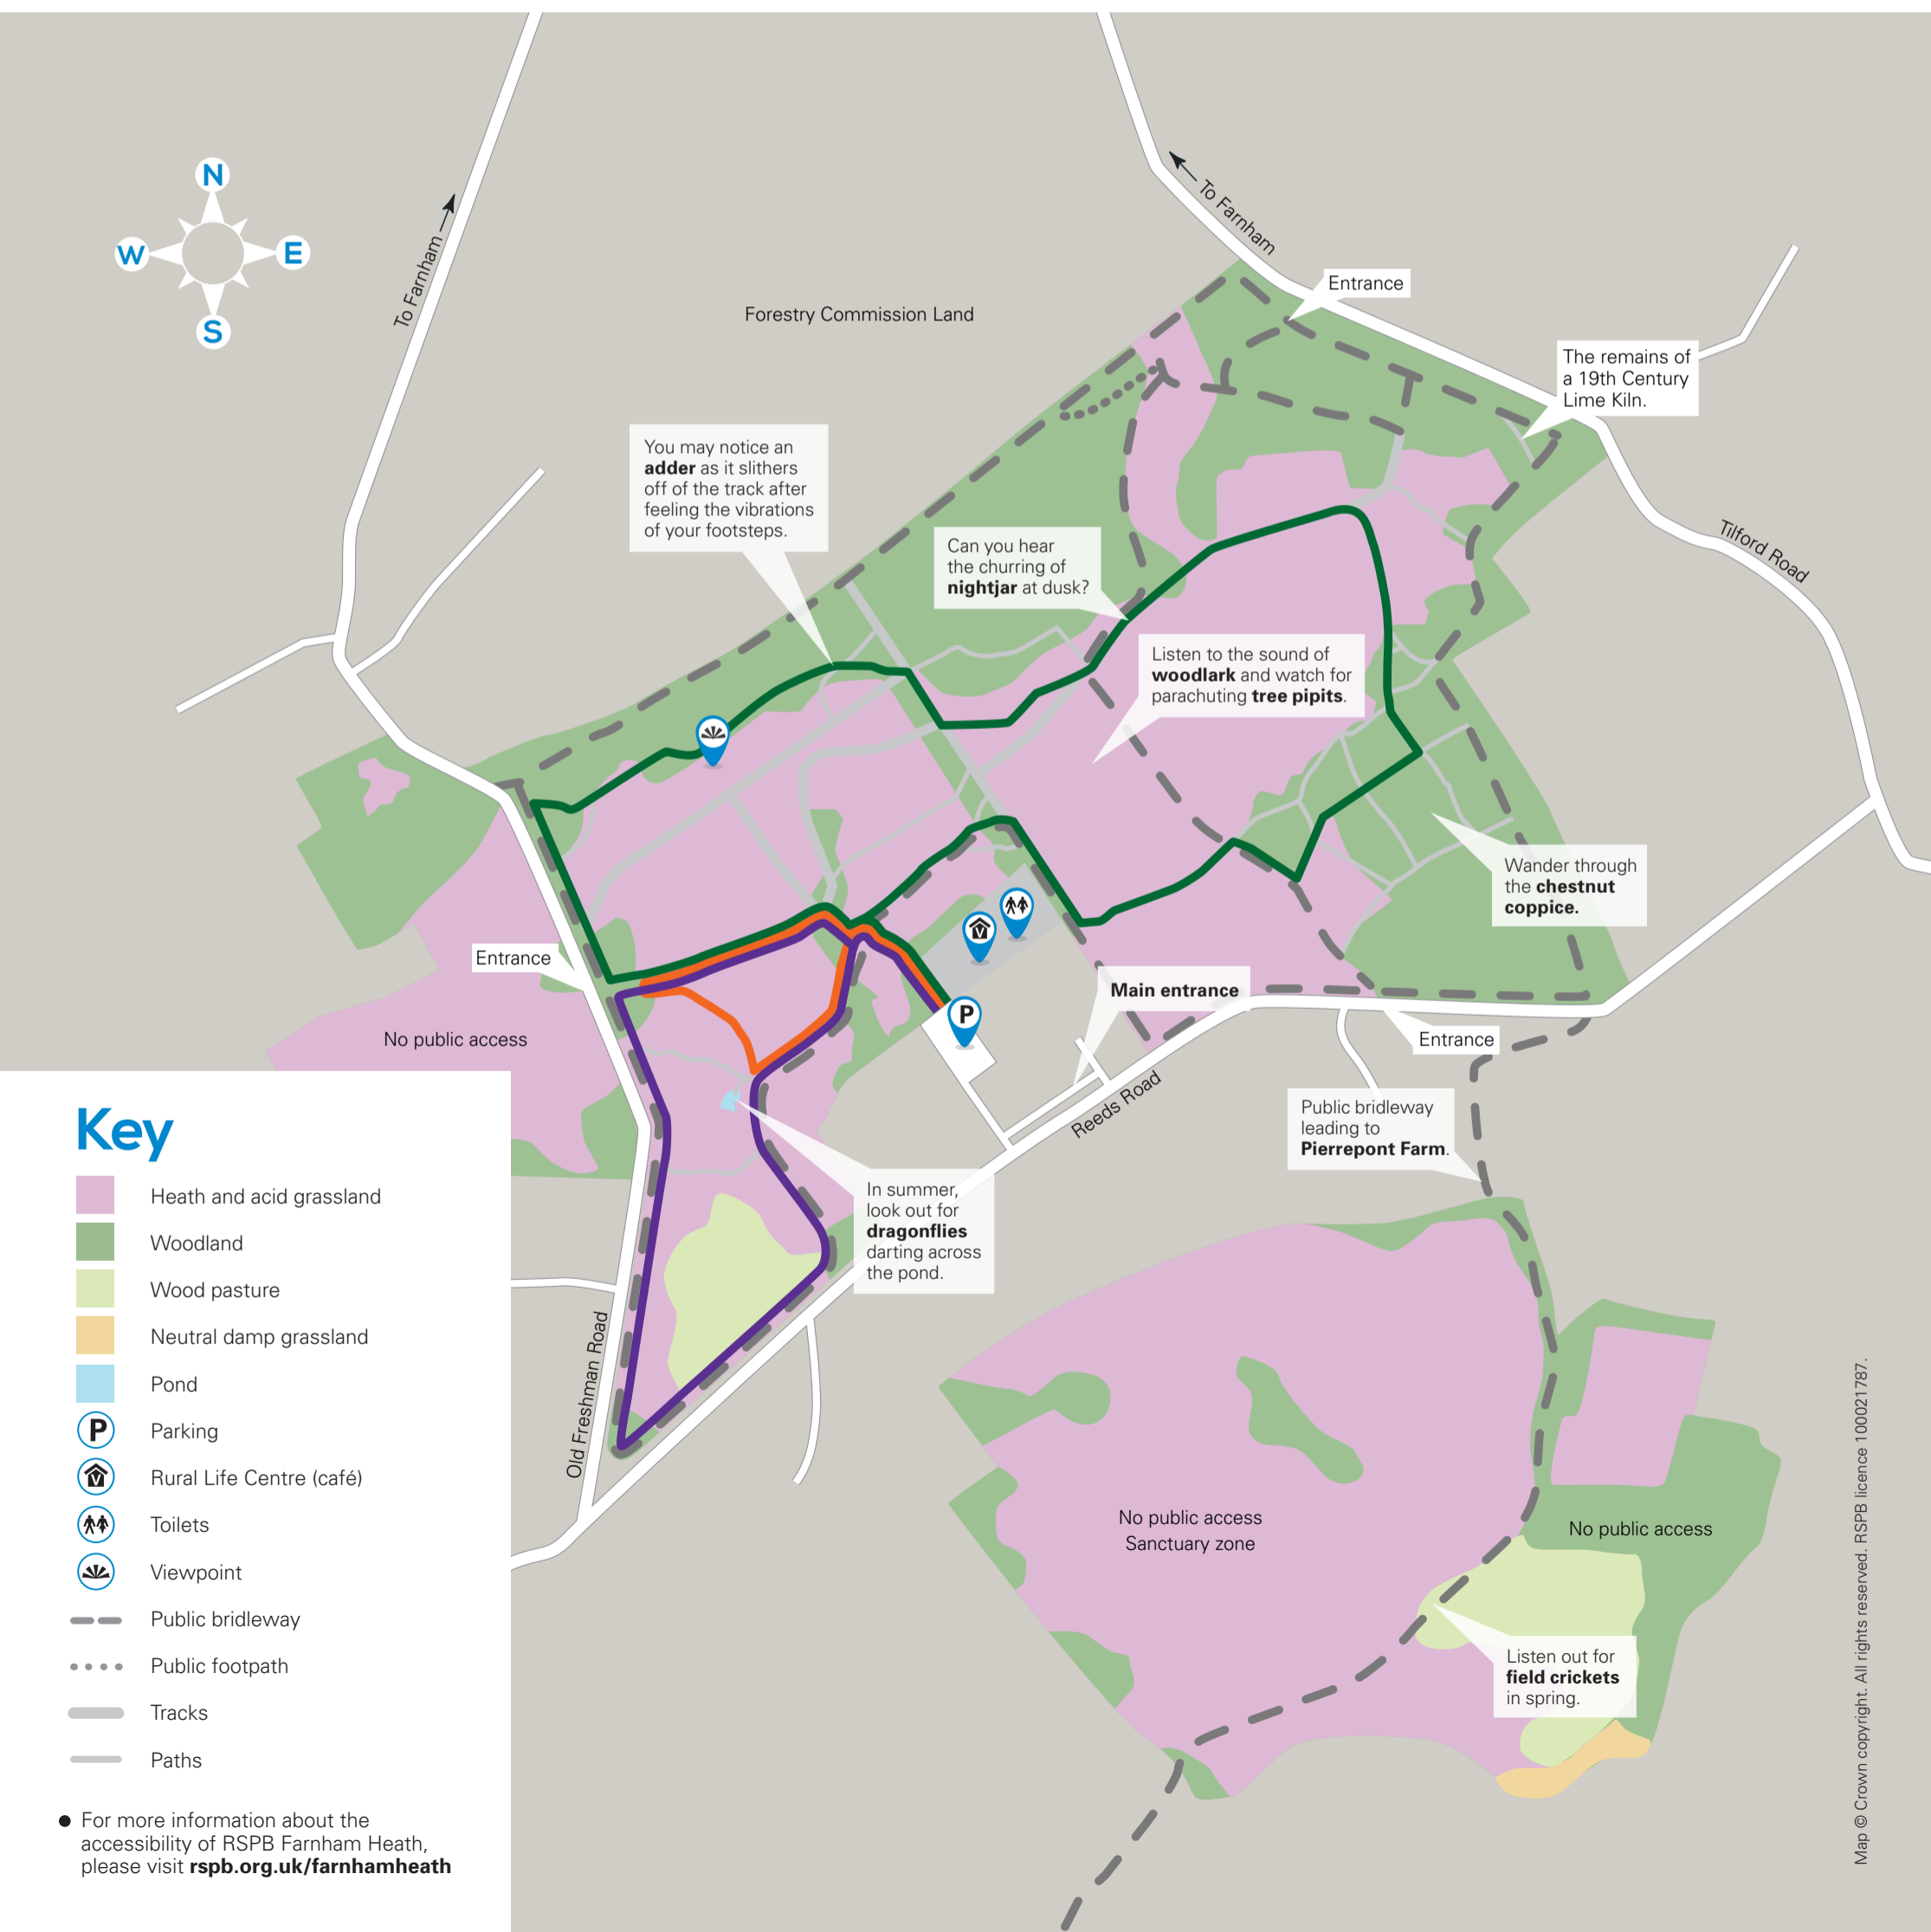 N
W
E
S
To Farnham
To Farnham
Forestry Commission Land
Entrance
The remains of
a 19th Century
Lime Kiln.
You may notice an
adder as it slithers
off of the track after
feeling the vibrations
of your footsteps.
Can you hear
the churring of
nightjar at dusk?
Tilford Road
Listen to the sound of
woodlark and watch for
parachuting tree pipits.
Wander through
the chestnut
coppice.
Entrance
Main entrance
P
No public access
Entrance
Reeds Road
Public bridleway
leading to
Pierrepont Farm.
In summer,
look out for
dragonflies
darting across
the pond.
Old Freshman Road
No public access
Sanctuary zone
No public access
Listen out for
field crickets
in spring.
Key
Heath and acid grassland
Woodland
Wood pasture
Neutral damp grassland
Pond
P Parking
Rural Life Centre (café)
Toilets
Viewpoint
Public bridleway
Public footpath
Tracks
Paths
● For more information about the
accessibility of RSPB Farnham Heath,
please visit rspb.org.uk/farnhamheath
Map © Crown copyright. All rights reserved. RSPB licence 100021787.